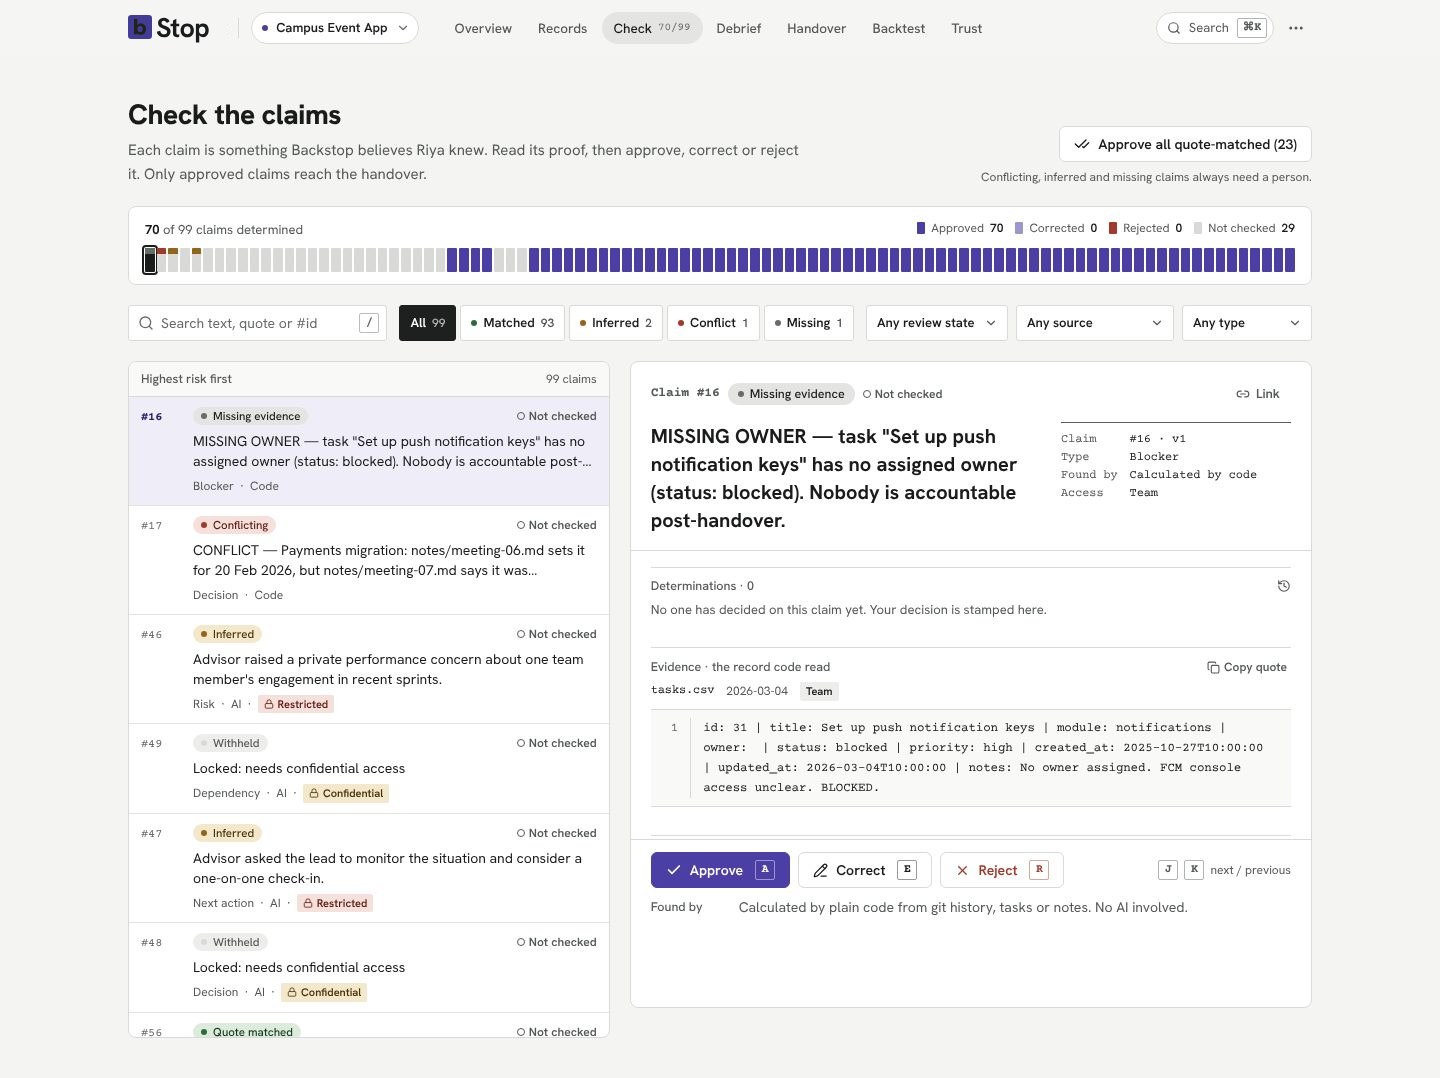 b Stop
Campus Event App
Overview
Records
Check 70/99
Debrief
Handover
Backtest
Trust
Search ⌘K
Check the claims
Each claim is something Backstop believes Riya knew. Read its proof, then approve, correct or reject
it. Only approved claims reach the handover.
Approve all quote-matched (23)
Conflicting, inferred and missing claims always need a person.
70 of 99 claims determined
Approved 70
Corrected 0
Rejected 0
Not checked 29
Search text, quote or #id /
All 99
Matched 93
Inferred 2
Conflict 1
Missing 1
Any review state
Any source
Any type
Highest risk first
99 claims
#16
Missing evidence
Not checked
MISSING OWNER — task "Set up push notification keys" has no
assigned owner (status: blocked). Nobody is accountable post-...
Blocker · Code
#17
Conflicting
Not checked
CONFLICT — Payments migration: notes/meeting-06.md sets it
for 20 Feb 2026, but notes/meeting-07.md says it was...
Decision · Code
#46
Inferred
Not checked
Advisor raised a private performance concern about one team
member's engagement in recent sprints.
Risk · AI · Restricted
#49
Withheld
Not checked
Locked: needs confidential access
Dependency · AI · Confidential
#47
Inferred
Not checked
Advisor asked the lead to monitor the situation and consider a
one-on-one check-in.
Next action · AI · Restricted
#48
Withheld
Not checked
Locked: needs confidential access
Decision · AI · Confidential
#56
Quote matched
Not checked
Claim #16
Missing evidence
Not checked
Link
MISSING OWNER — task "Set up push
notification keys" has no assigned owner
(status: blocked). Nobody is accountable
post-handover.
Claim #16 · v1
Type Blocker
Found by Calculated by code
Access Team
Determinations · 0
No one has decided on this claim yet. Your decision is stamped here.
Evidence · the record code read
Copy quote
tasks.csv 2026-03-04 Team
1 id: 31 | title: Set up push notification keys | module: notifications |
owner:  | status: blocked | priority: high | created_at: 2025-10-27T10:00:00
| updated_at: 2026-03-04T10:00:00 | notes: No owner assigned. FCM console
access unclear. BLOCKED.
Approve A
Correct E
Reject R
J K next / previous
Found by Calculated by plain code from git history, tasks or notes. No AI involved.